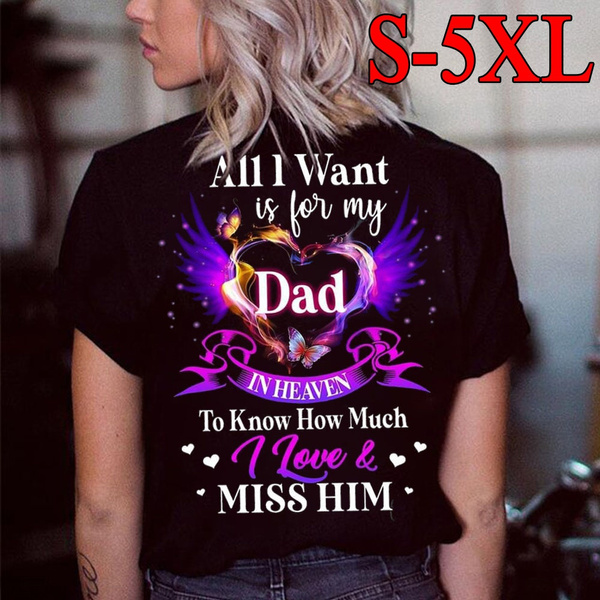 S-5XL
All I Want
is for my
Dad
IN HEAVEN
To Know How Much
I Love &
MISS HIM